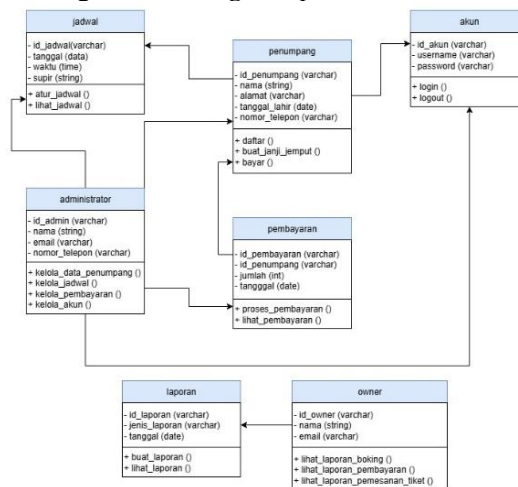 jadwal
- id_jadwal(varchar)
- tanggal (data)
- waktu (time)
- supir (string)
+ atur_jadwal ()
+ lihat_jadwal ()
penumpang
- id_penumpang (varchar)
- nama (string)
- alamat (varchar)
- tanggal_lahir (date)
- nomor_telepon (varchar)
+ daftar ()
+ buat_janji_jemput ()
+ bayar ()
akun
- id_akun (varchar)
- username (varchar)
- password (varchar)
+ login ()
+ logout ()
administrator
- id_admin (varchar)
- nama (string)
- email (varchar)
- nomor_telepon (varchar)
+ kelola_data_penumpang ()
+ kelola_jadwal ()
+ kelola_pembayaran ()
+ kelola_akun ()
pembayaran
- id_pembayaran (varchar)
- id_penumpang (varchar)
- jumlah (int)
- tangggal (date)
+ proses_pembayaran ()
+ lihat_pembayaran ()
laporan
- id_laporan (varchar)
- jenis_laporan (varchar)
- tanggal (date)
+ buat_laporan ()
+ lihat_laporan ()
owner
- id_owner (varchar)
- nama (string)
- email (varchar)
+ lihat_laporan_boking ()
+ lihat_laporan_pembayaran ()
+ lihat_laporan_pemesanan_tiket ()